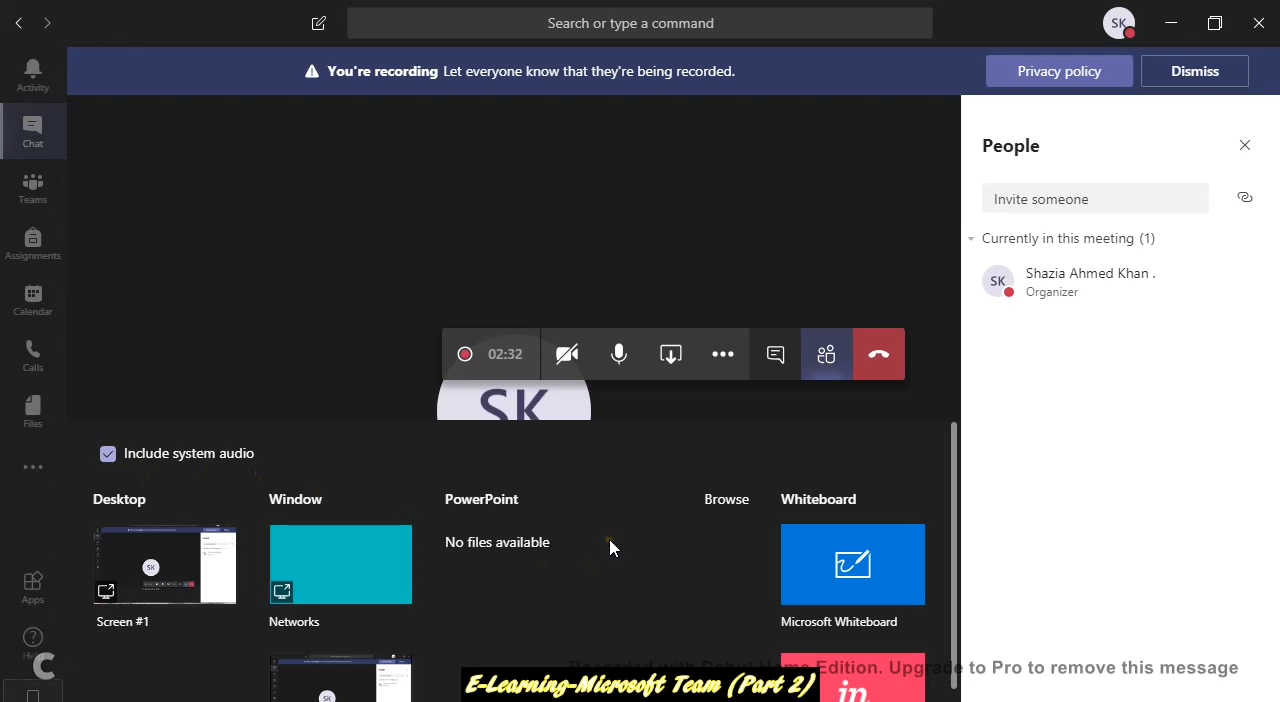 Search or type a command
SK
You're recording Let everyone know that they're being recorded.
Privacy policy
Dismiss
Activity
Chat
Teams
Assignments
Calendar
Calls
Files
Apps
Help
People
Invite someone
Currently in this meeting (1)
SK
Shazia Ahmed Khan .
Organizer
02:32
SK
Include system audio
Desktop
Window
PowerPoint
Browse
Whiteboard
No files available
SK
Screen #1
Networks
Microsoft Whiteboard
SK
in
Recorded with Debut Home Edition. Upgrade to Pro to remove this message
E-Learning-Microsoft Team (Part 2)
C